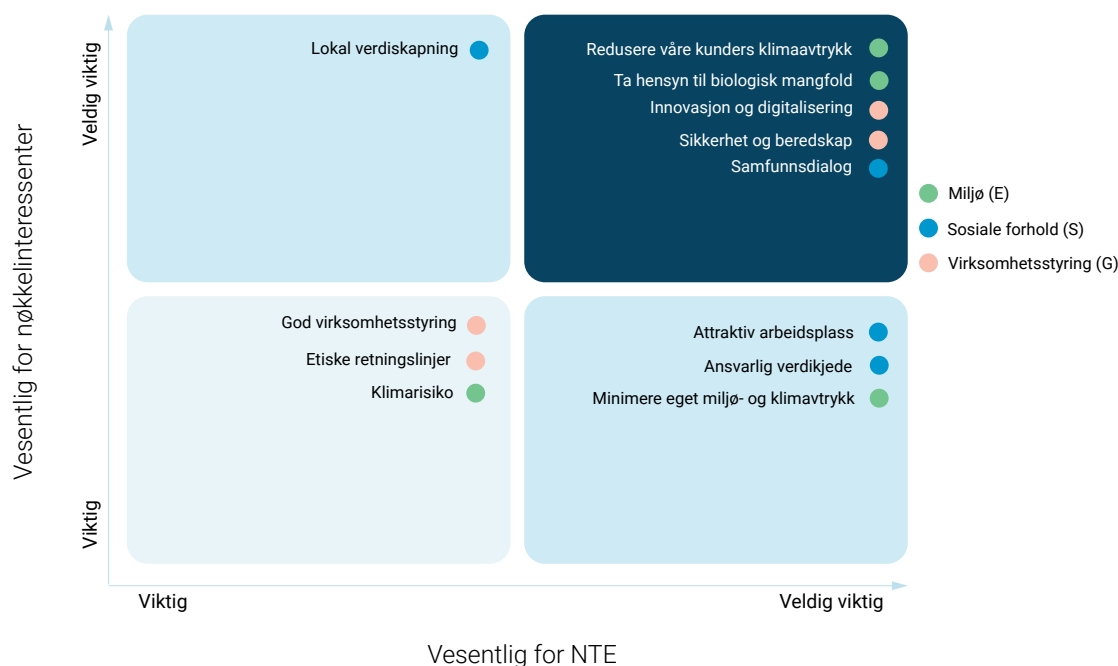 Vesentlig for nøkkelinteressenter
Veldig viktig
Viktig
Lokal verdiskapning
Redusere våre kunders klimaavtrykk
Ta hensyn til biologisk mangfold
Innovasjon og digitalisering
Sikkerhet og beredskap
Samfunnsdialog
God virksomhetsstyring
Etiske retningslinjer
Klimarisiko
Attraktiv arbeidsplass
Ansvarlig verdikjede
Minimere eget miljø- og klimavtrykk
Miljø (E)
Sosiale forhold (S)
Virksomhetsstyring (G)
Viktig
Veldig viktig
Vesentlig for NTE